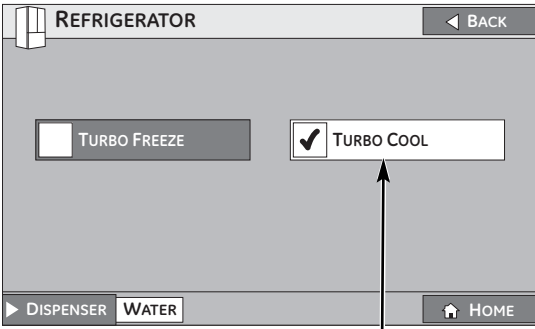 REFRIGERATOR
BACK
TURBO FREEZE
TURBO COOL
DISPENSER WATER
HOME